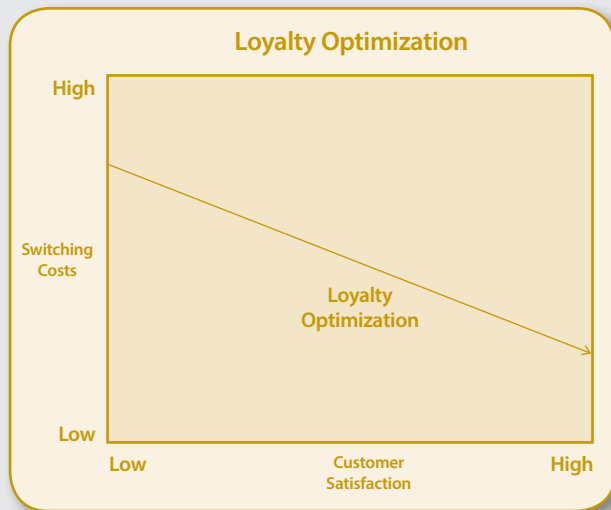 Loyalty Optimization
High
Switching
Costs
Loyalty
Optimization
Low
Low
Customer
Satisfaction
High